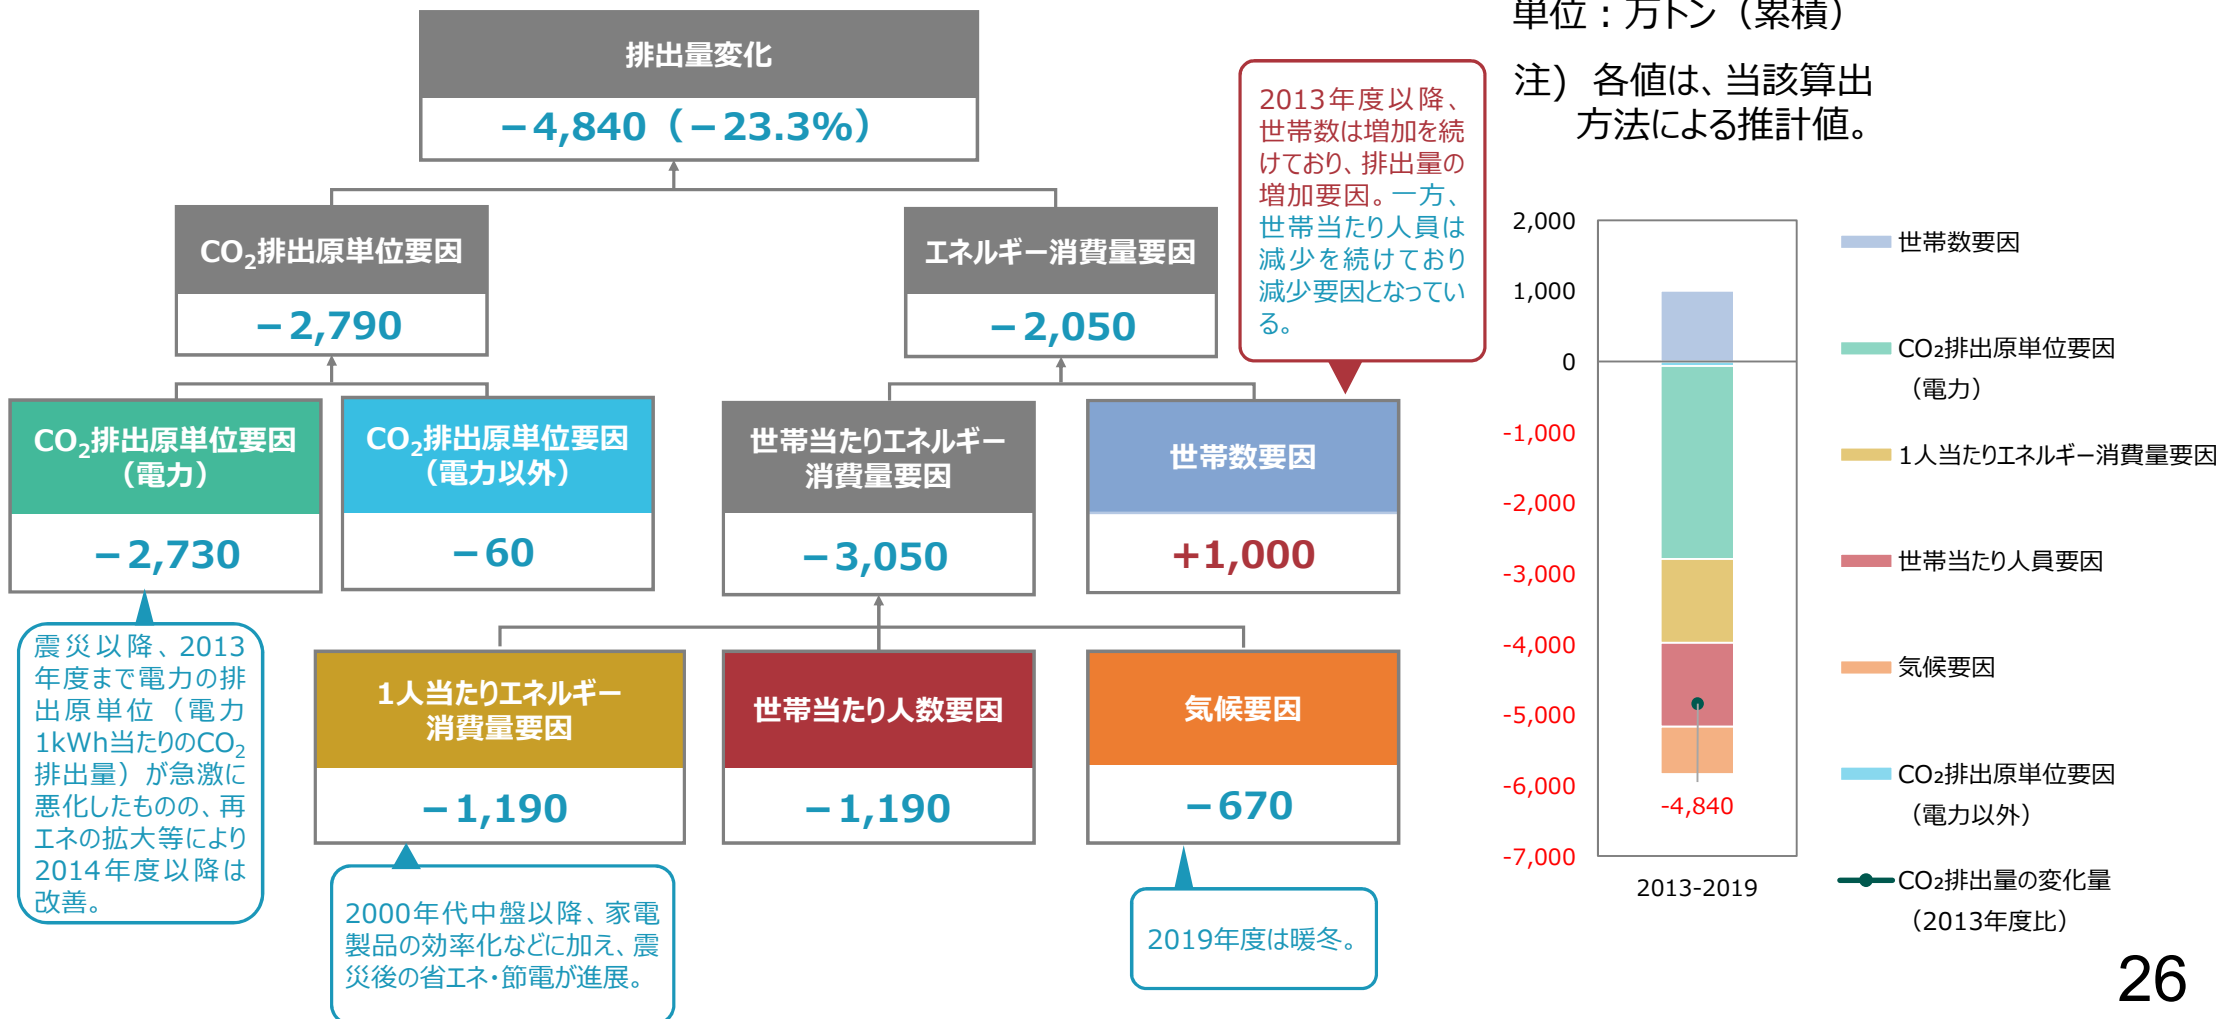 単位：万トン（累積）
注）各値は、当該算出
方法による推計値。
排出量変化
−4,840（−23.3%）
CO₂排出原単位要因
−2,790
エネルギー消費量要因
−2,050
2013年度以降、
世帯数は増加を続
けており、排出量の
増加要因。一方、
世帯当たり人員は
減少を続けており
減少要因となってい
る。
CO₂排出原単位要因
（電力）
−2,730
CO₂排出原単位要因
（電力以外）
−60
世帯当たりエネルギー
消費量要因
−3,050
世帯数要因
+1,000
震災以降、2013
年度まで電力の排
出原単位（電力
1kWh当たりのCO₂
排出量）が急激に
悪化したものの、再
エネの拡大等により
2014年度以降は
改善。
1人当たりエネルギー
消費量要因
−1,190
世帯当たり人数要因
−1,190
気候要因
−670
2000年代中盤以降、家電
製品の効率化などに加え、震
災後の省エネ・節電が進展。
2019年度は暖冬。
2,000
1,000
0
-1,000
-2,000
-3,000
-4,000
-5,000
-6,000
-7,000
-4,840
2013-2019
世帯数要因
CO₂排出原単位要因
（電力）
1人当たりエネルギー消費量要因
世帯当たり人員要因
気候要因
CO₂排出原単位要因
（電力以外）
CO₂排出量の変化量
（2013年度比）
26